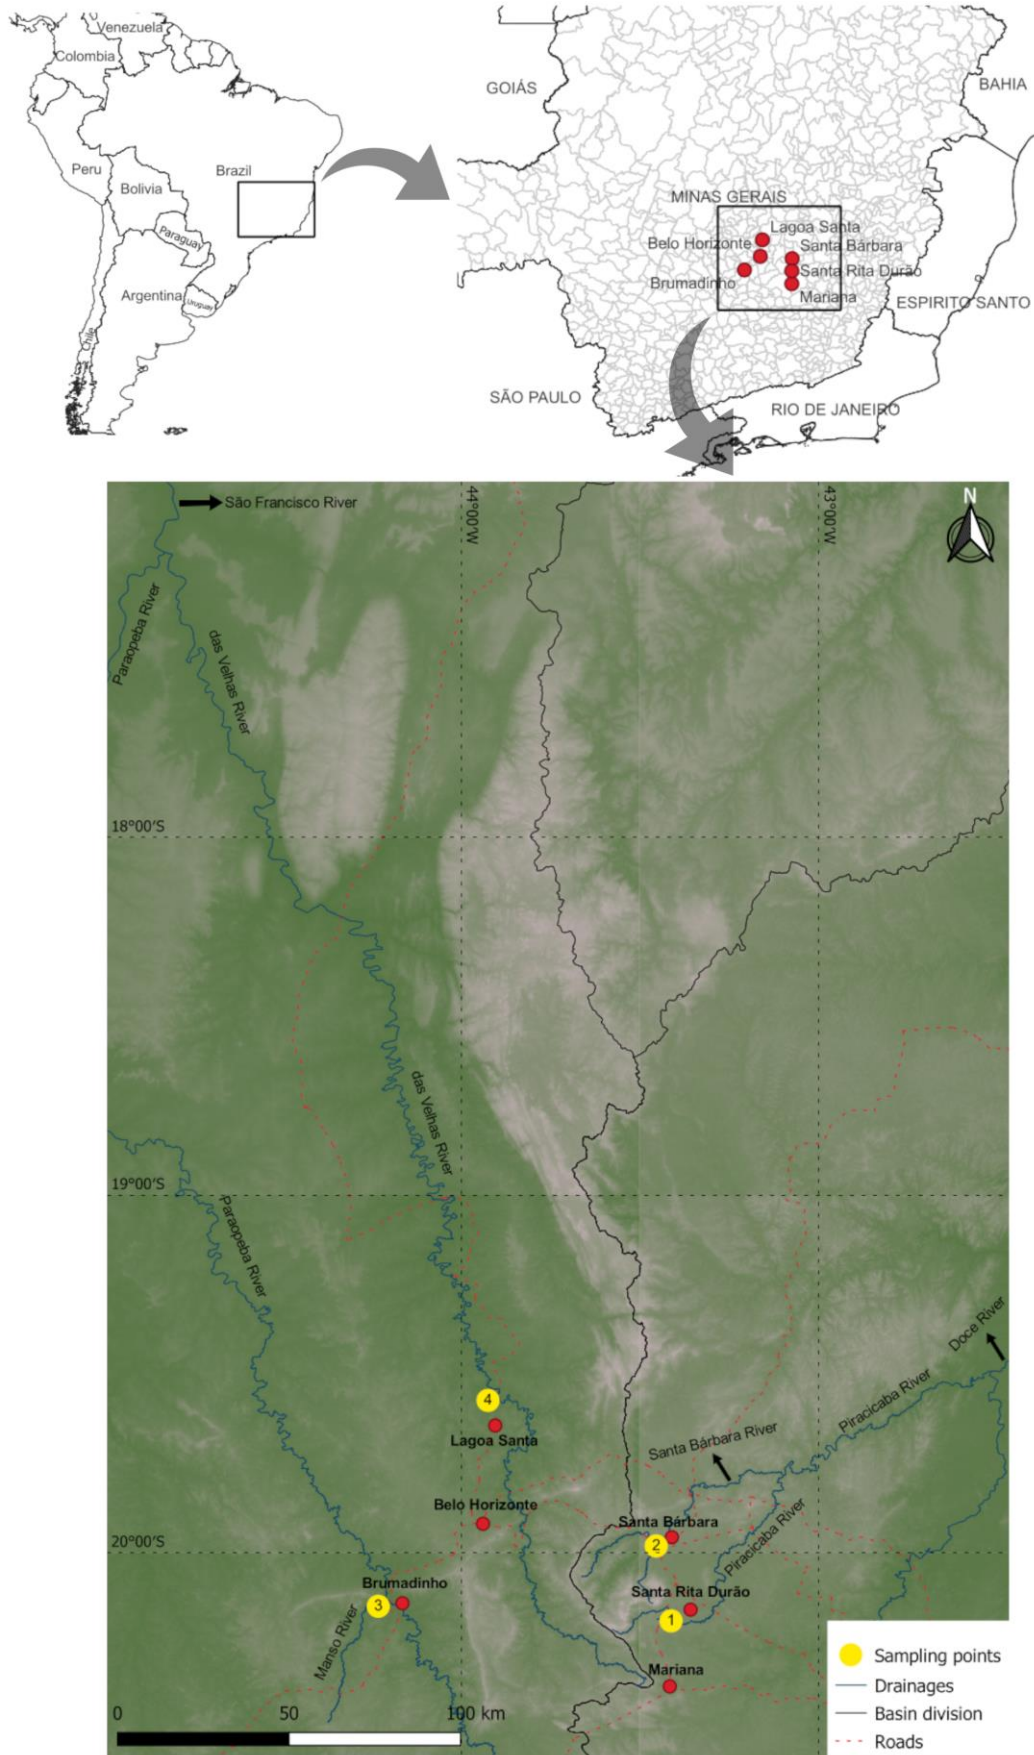 Venezuela
Colombia
Peru
Brazil
Bolivia
Paraguay
Argentina
Uruguay
Chile
GOIÁS
BAHIA
MINAS GERAIS
Lagoa Santa
Belo Horizonte
Santa Bárbara
Santa Rita Durão
Brumadinho
Mariana
ESPIRITO SANTO
SÃO PAULO
RIO DE JANEIRO
São Francisco River
44°00'W
43°00'W
N
Paraopeba River
das Velhas River
18°00'S
das Velhas River
19°00'S
Paraopeba River
Doce River
Piracicaba River
4
Lagoa Santa
Santa Bárbara River
Belo Horizonte
Santa Bárbara
2
20°00'S
Piracicaba River
Brumadinho
3
Santa Rita Durão
1
Manso River
Mariana
0 50 100 km
Sampling points
Drainages
Basin division
Roads